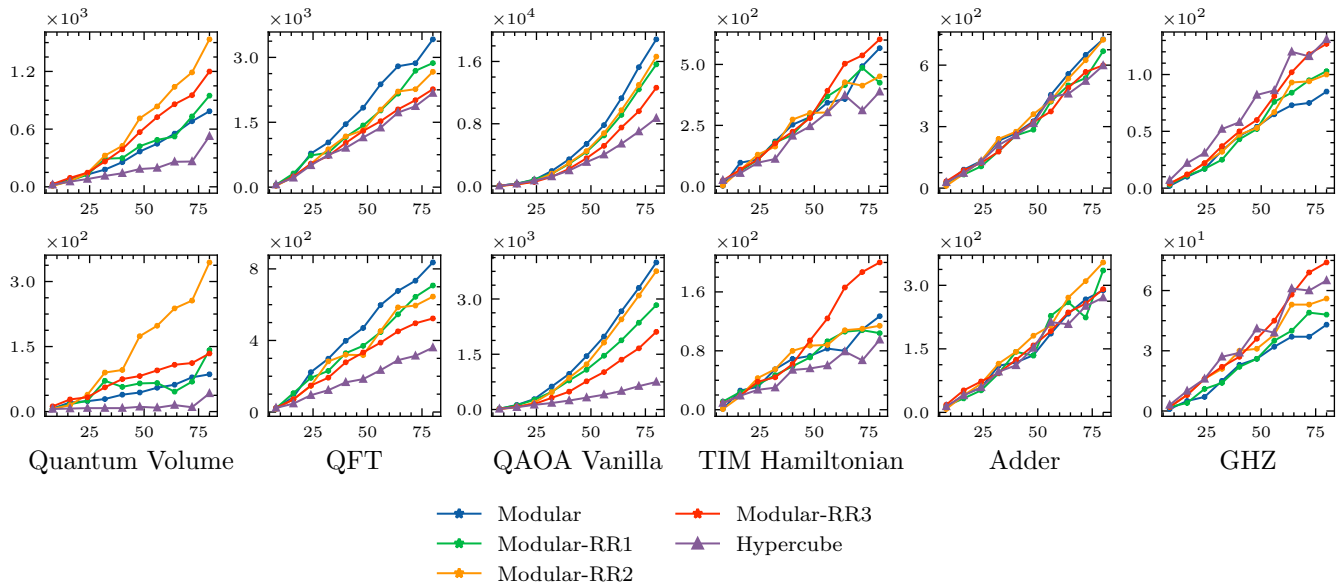 ×10³ ×10³ ×10⁴ ×10² ×10² ×10²
1.2 3.0 1.6 5.0 6 1.0
0.6 1.5 0.8 2.5 3 0.5
0.0 0.0 0.0 0.0 0 0.0
25 50 75 25 50 75 25 50 75 25 50 75 25 50 75 25 50 75
×10² ×10² ×10³ ×10² ×10² ×10¹
3.0 8 3.0 1.6 3.0 6
1.5 4 1.5 0.8 1.5 3
0.0 0 0.0 0.0 0.0 0
25 50 75 25 50 75 25 50 75 25 50 75 25 50 75 25 50 75
Quantum Volume QFT QAOA Vanilla TIM Hamiltonian Adder GHZ
Modular Modular-RR3
Modular-RR1 Hypercube
Modular-RR2